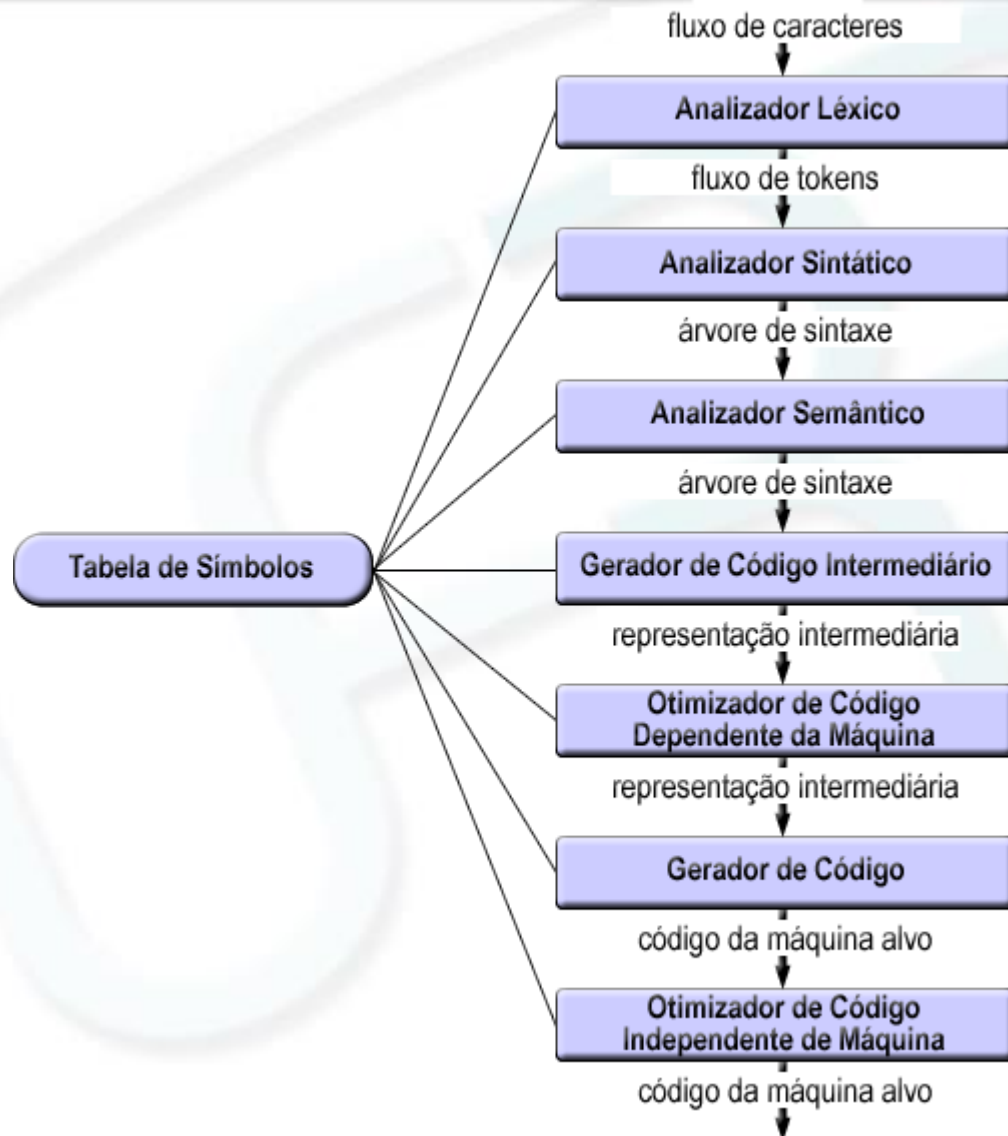 fluxo de caracteres
Analizador Léxico
fluxo de tokens
Analizador Sintático
árvore de sintaxe
Analizador Semântico
árvore de sintaxe
Tabela de Símbolos
Gerador de Código Intermediário
representação intermediária
Otimizador de Código
Dependente da Máquina
representação intermediária
Gerador de Código
código da máquina alvo
Otimizador de Código
Independente de Máquina
código da máquina alvo